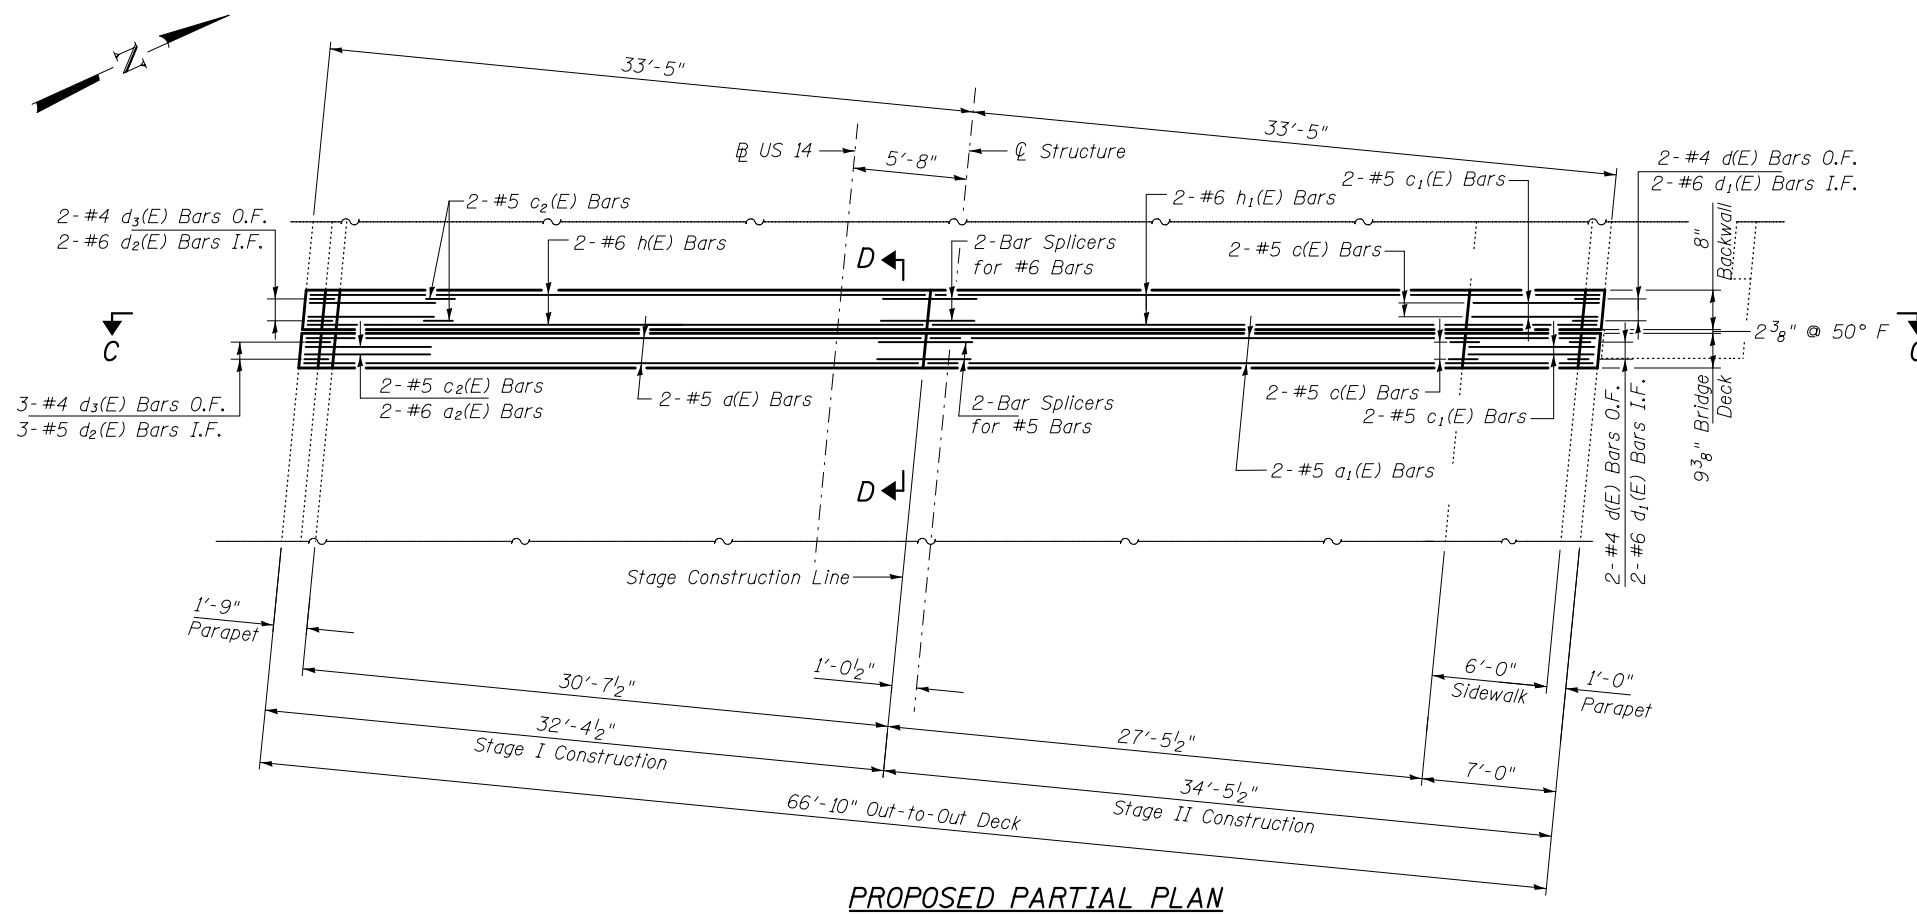 N
33'-5"
33'-5"
℄ Structure
5'-8"
2-#4 d(E) Bars O.F.
2-#6 d₁(E) Bars I.F.
2-#5 c₁(E) Bars
2-#6 h₁(E) Bars
2-#5 c₂(E) Bars
2-#4 d₃(E) Bars O.F.
2-#6 d₂(E) Bars I.F.
2-#6 h(E) Bars
D
2-Bar Splicers
for #6 Bars
2-#5 c(E) Bars
8"
Backwall
C
2⅜" @ 50° F
2-#5 c₂(E) Bars
2-#6 a₂(E) Bars
2-#5 a(E) Bars
2-Bar Splicers
for #5 Bars
2-#5 c(E) Bars
2-#5 c₁(E) Bars
3-#4 d₃(E) Bars O.F.
3-#5 d₂(E) Bars I.F.
2-#5 a₁(E) Bars
D
9⅜" Bridge
Deck
2-#4 d(E) Bars O.F.
2-#6 d₁(E) Bars I.F.
Stage Construction Line
1'-9"
Parapet
1'-0½"
30'-7½"
6'-0"
Sidewalk
1'-0"
Parapet
32'-4½"
Stage I Construction
27'-5½"
7'-0"
34'-5½"
Stage II Construction
66'-10" Out-to-Out Deck
US 14
PROPOSED PARTIAL PLAN